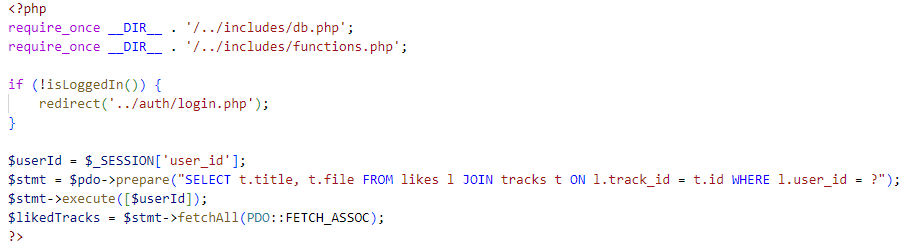 <?php
require_once __DIR__ . '/../includes/db.php';
require_once __DIR__ . '/../includes/functions.php';

if (!isLoggedIn()) {
    redirect('../auth/login.php');
}

$userId = $_SESSION['user_id'];
$stmt = $pdo->prepare("SELECT t.title, t.file FROM likes l JOIN tracks t ON l.track_id = t.id WHERE l.user_id = ?");
$stmt->execute([$userId]);
$likedTracks = $stmt->fetchAll(PDO::FETCH_ASSOC);
?>